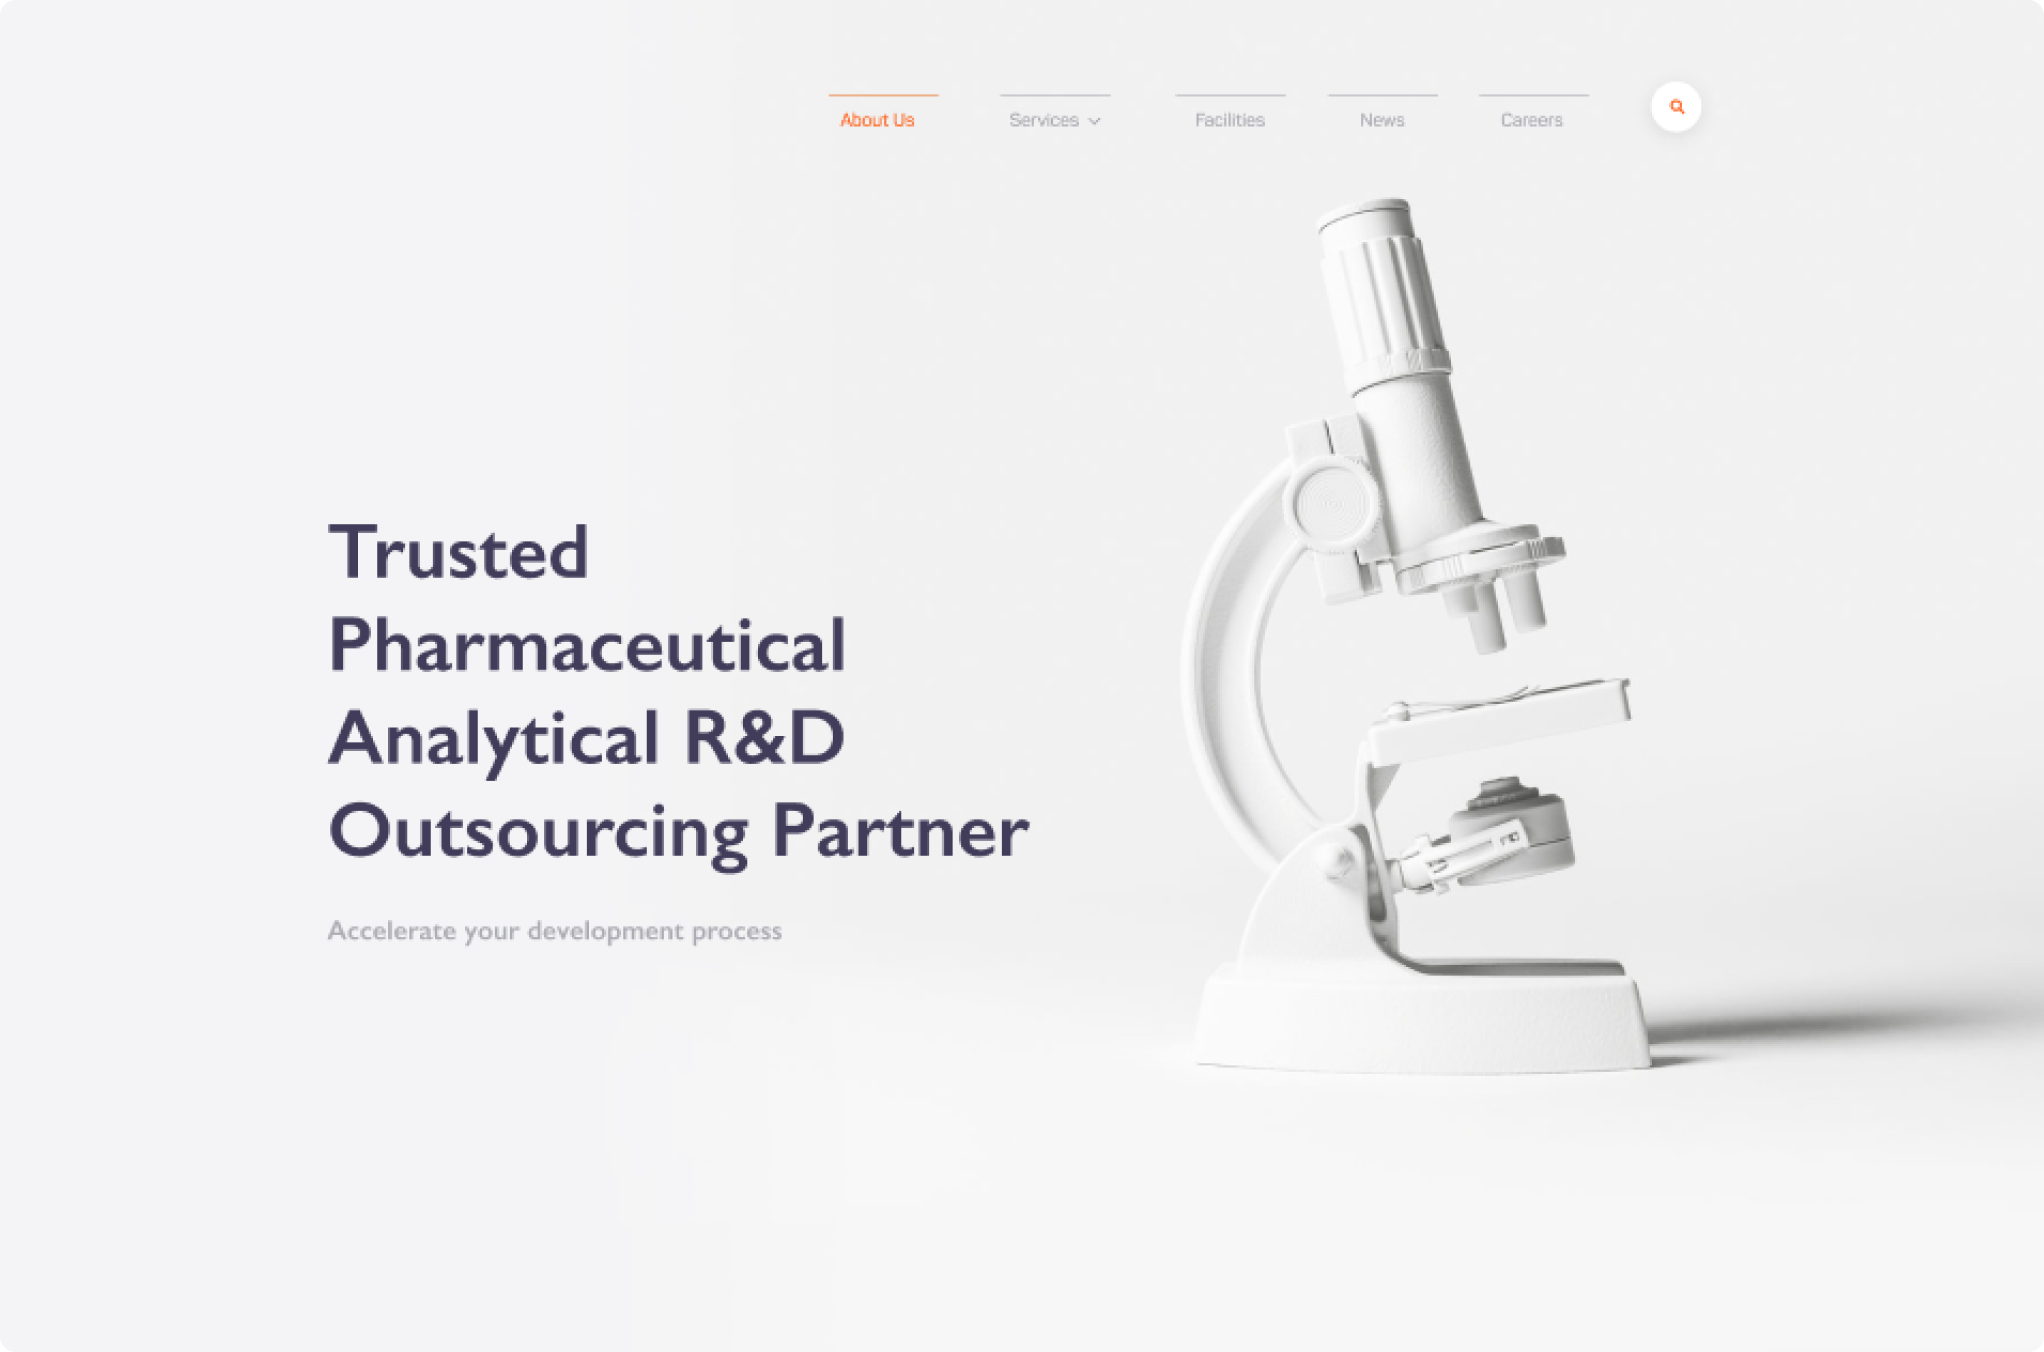 About Us
Services
Facilities
News
Careers
Trusted
Pharmaceutical
Analytical R&D
Outsourcing Partner
Accelerate your development process